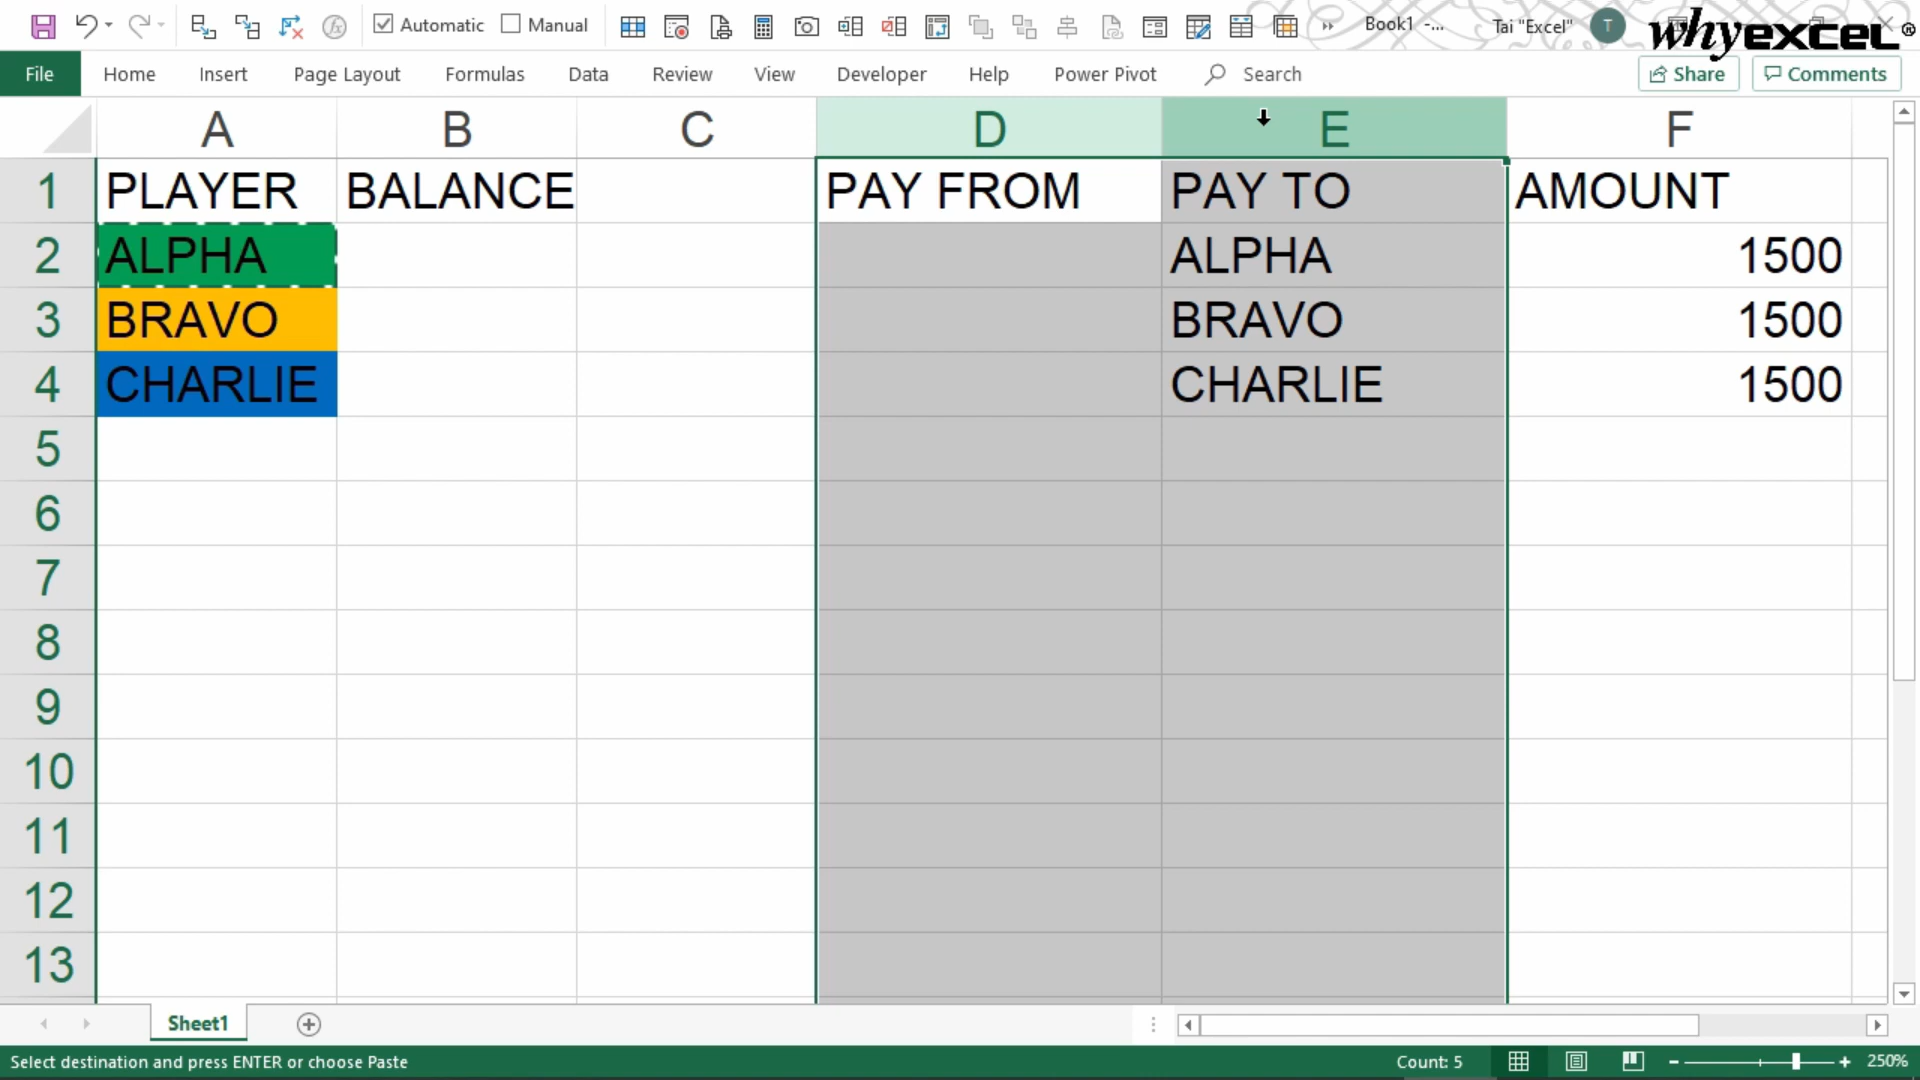 Automatic Manual Book1 -... Tai "Excel" T whyexcel®
File Home Insert Page Layout Formulas Data Review View Developer Help Power Pivot Search Share Comments
A B C D E F
1 PLAYER BALANCE PAY FROM PAY TO AMOUNT
2 ALPHA ALPHA 1500
3 BRAVO BRAVO 1500
4 CHARLIE CHARLIE 1500
5
6
7
8
9
10
11
12
13
Sheet1
Select destination and press ENTER or choose Paste Count: 5 250%